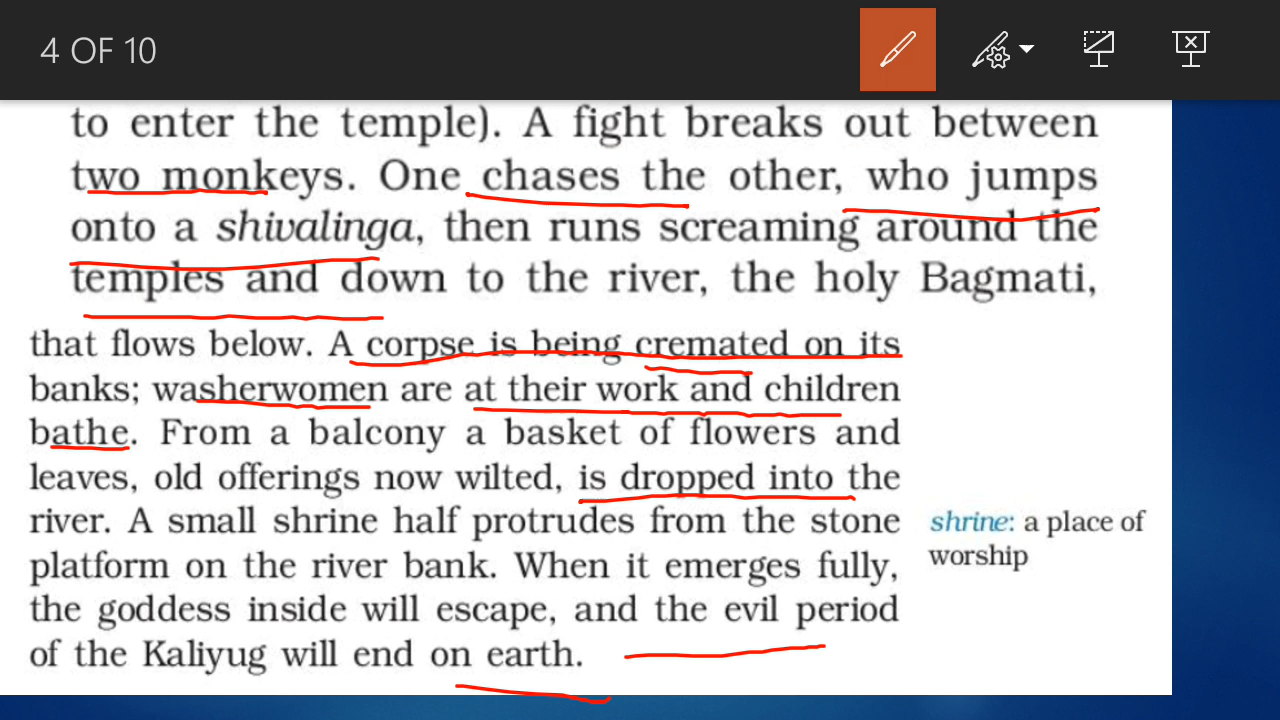 4 OF 10
to enter the temple). A fight breaks out between
two monkeys. One chases the other, who jumps
onto a shivalinga, then runs screaming around the
temples and down to the river, the holy Bagmati,
that flows below. A corpse is being cremated on its
banks; washerwomen are at their work and children
bathe. From a balcony a basket of flowers and
leaves, old offerings now wilted, is dropped into the
river. A small shrine half protrudes from the stone
platform on the river bank. When it emerges fully,
the goddess inside will escape, and the evil period
of the Kaliyug will end on earth.
shrine: a place of
worship